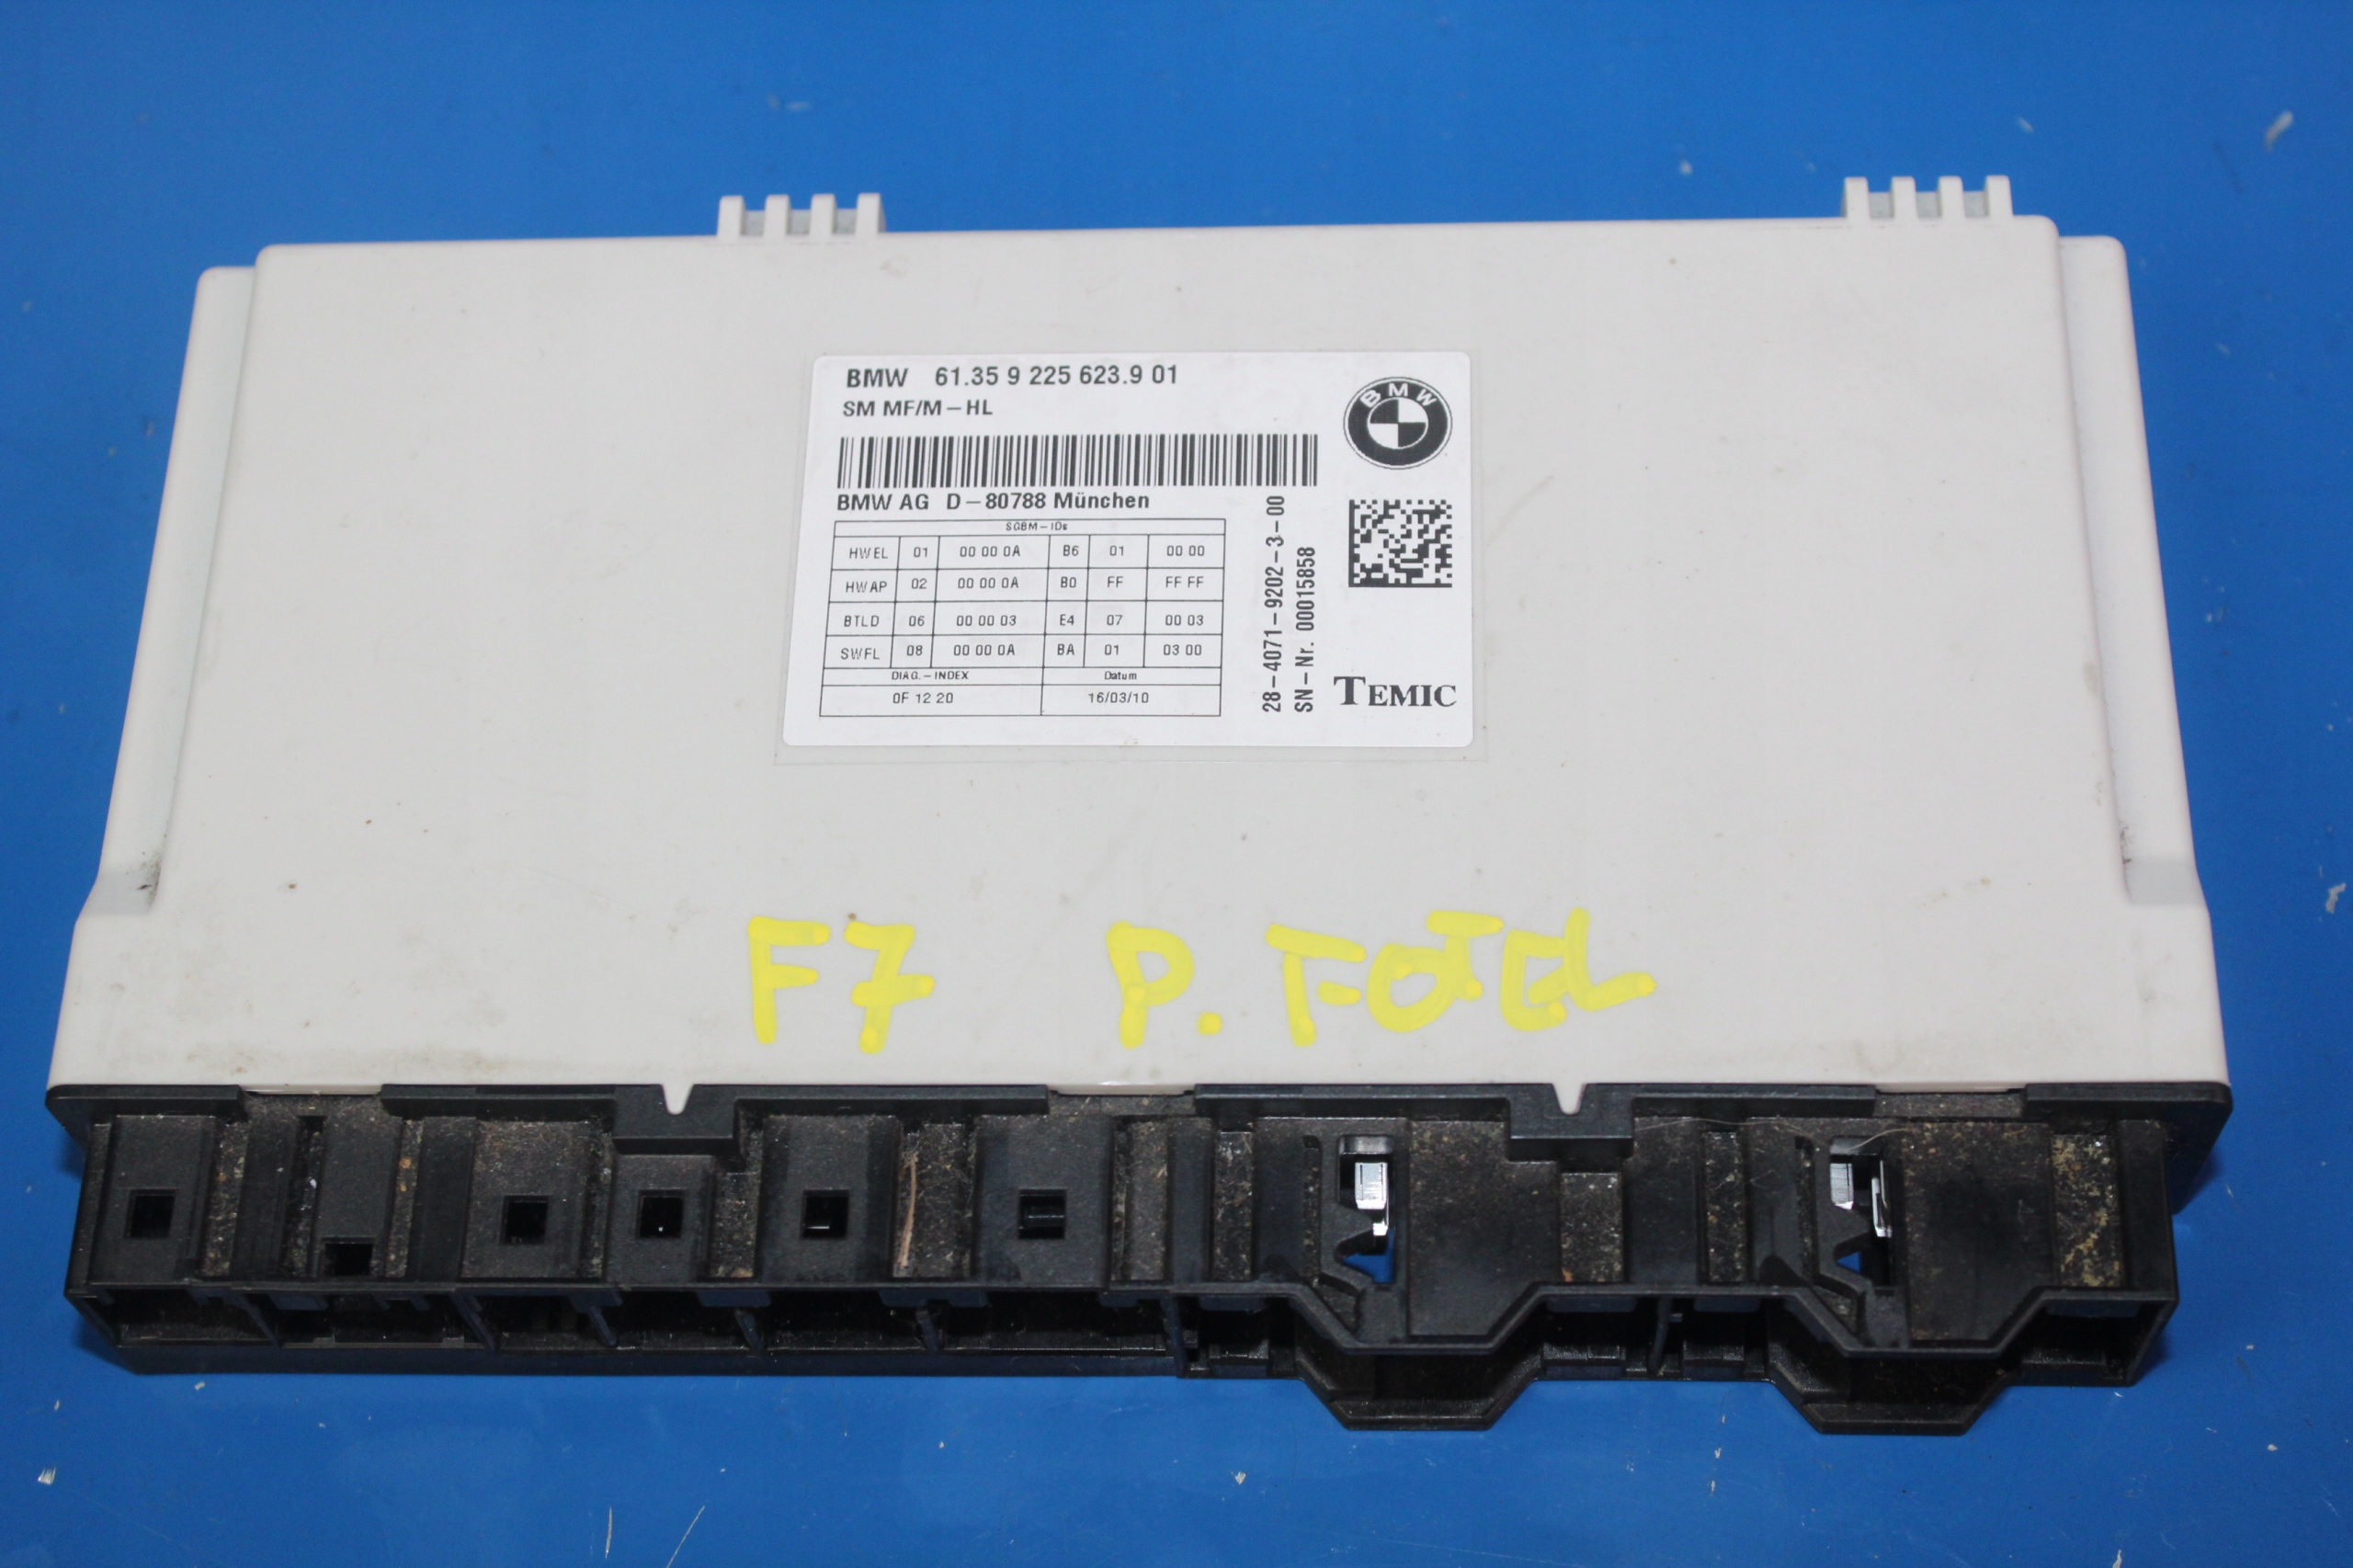 BMW 61.35 9 225 623.9 01
SM MF/M-HL
BMW
BMW AG D-80788 München
SGBM-IDs
HWEL 01 00 00 0A B6 01 00 00
HWAP 02 00 00 0A B0 FF FF FF
BTLD 06 00 00 03 E4 07 00 03
SWFL 08 00 00 0A BA 01 03 00
DIAG.-INDEX Datum
0F 12 20 16/03/10
28-4071-9202-3-00
SN-Nr. 00015858
TEMIC
F7 P. FOTEL